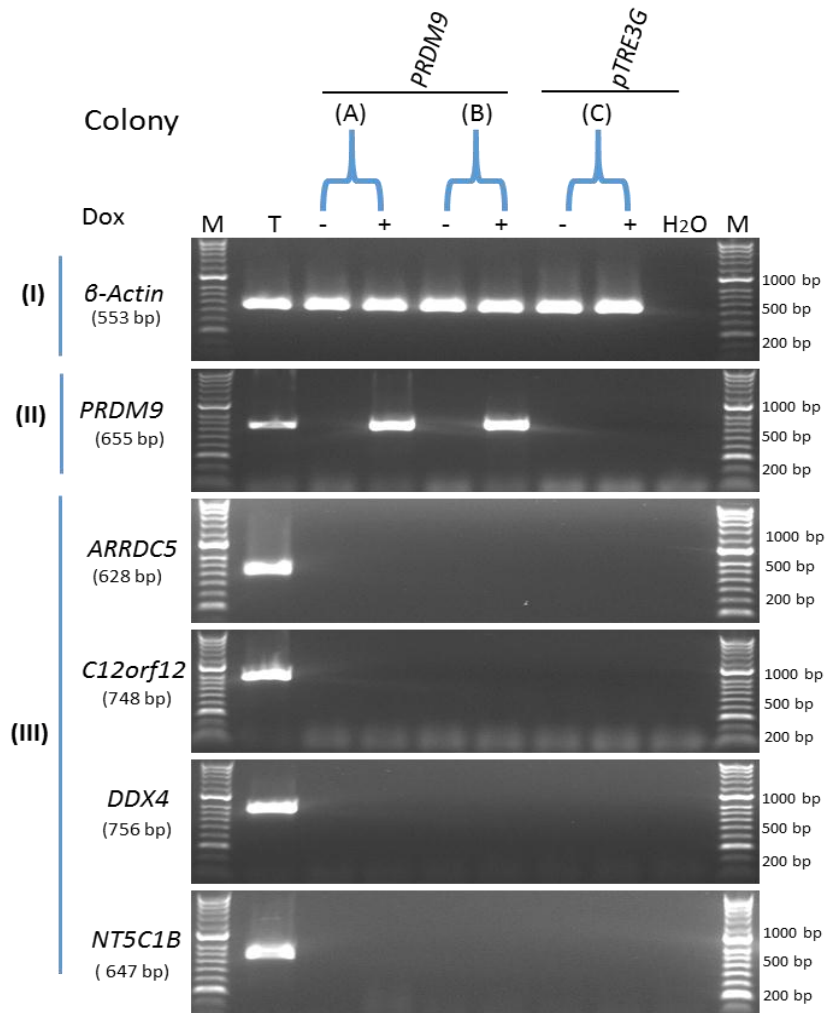 PRDM9 pTRE3G
Colony (A) (B) (C)
Dox M T - + - + - + H2O M
(I) β-Actin 1000 bp
(553 bp) 500 bp
200 bp
(II) PRDM9 1000 bp
(655 bp) 500 bp
200 bp
ARRDC5 1000 bp
(628 bp) 500 bp
200 bp
C12orf12 1000 bp
(748 bp) 500 bp
(III) 200 bp
DDX4 1000 bp
(756 bp) 500 bp
200 bp
NT5C1B 1000 bp
( 647 bp) 500 bp
200 bp